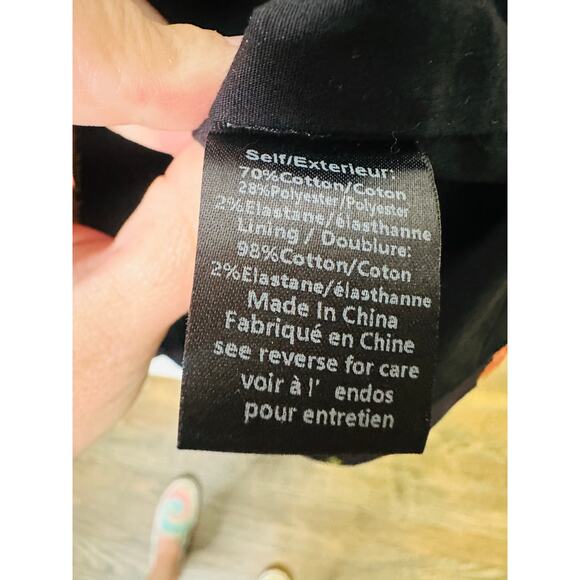 Self/Exterieur:
70%Cotton/Coton
28%Polyester/Polyester
2%Elastane/élasthanne
Lining / Doublure:
98%Cotton/Coton
2%Elastane/élasthanne
Made In China
Fabriqué en Chine
see reverse for care
voir à l' endos
pour entretien